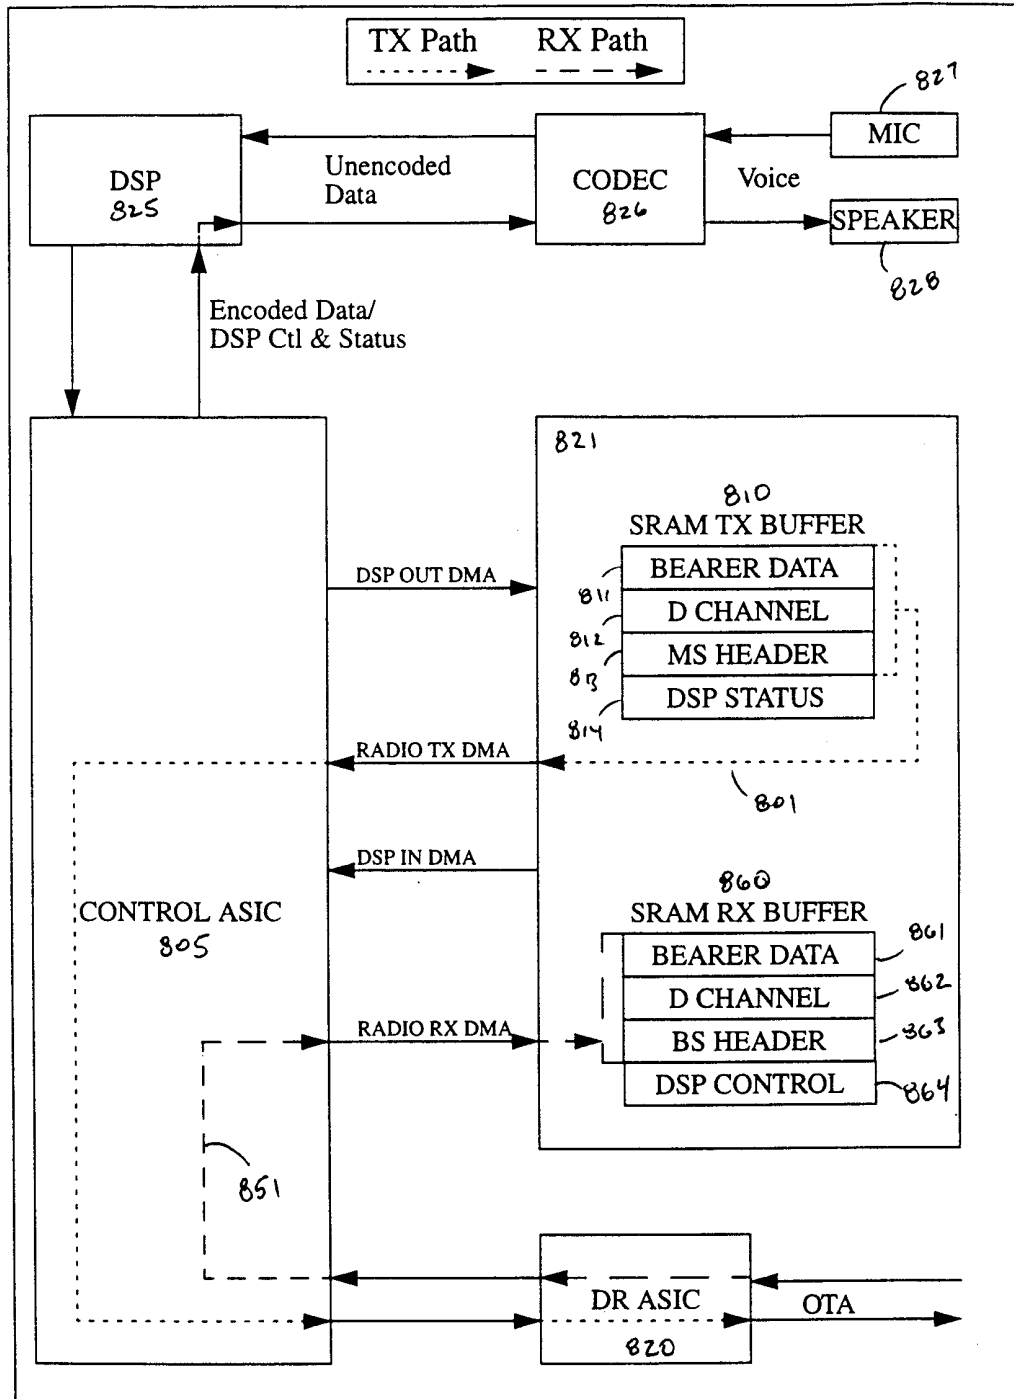 TX Path RX Path
827
MIC
DSP
825
Unencoded
Data
CODEC
826
Voice
SPEAKER
828
Encoded Data/
DSP Ctl & Status
821
810
SRAM TX BUFFER
DSP OUT DMA
BEARER DATA
811
D CHANNEL
812
MS HEADER
813
DSP STATUS
814
RADIO TX DMA
801
DSP IN DMA
860
SRAM RX BUFFER
CONTROL ASIC
805
BEARER DATA
861
D CHANNEL
862
RADIO RX DMA
BS HEADER
863
DSP CONTROL
864
851
DR ASIC
820
OTA